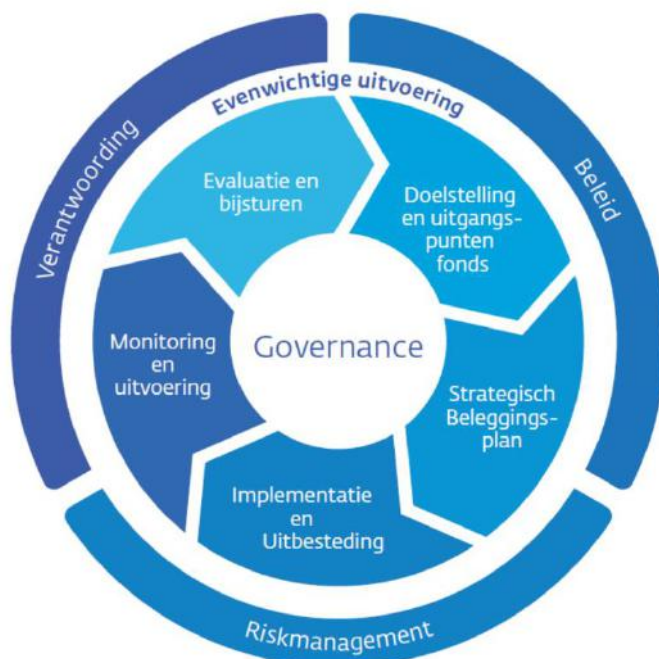 Evenwichtige uitvoering
Verantwoording
Beleid
Evaluatie en
bijsturen
Doelstelling
en uitgangs-
punten
fonds
Monitoring
en
uitvoering
Governance
Strategisch
Beleggings-
plan
Implementatie
en
Uitbesteding
Riskmanagement